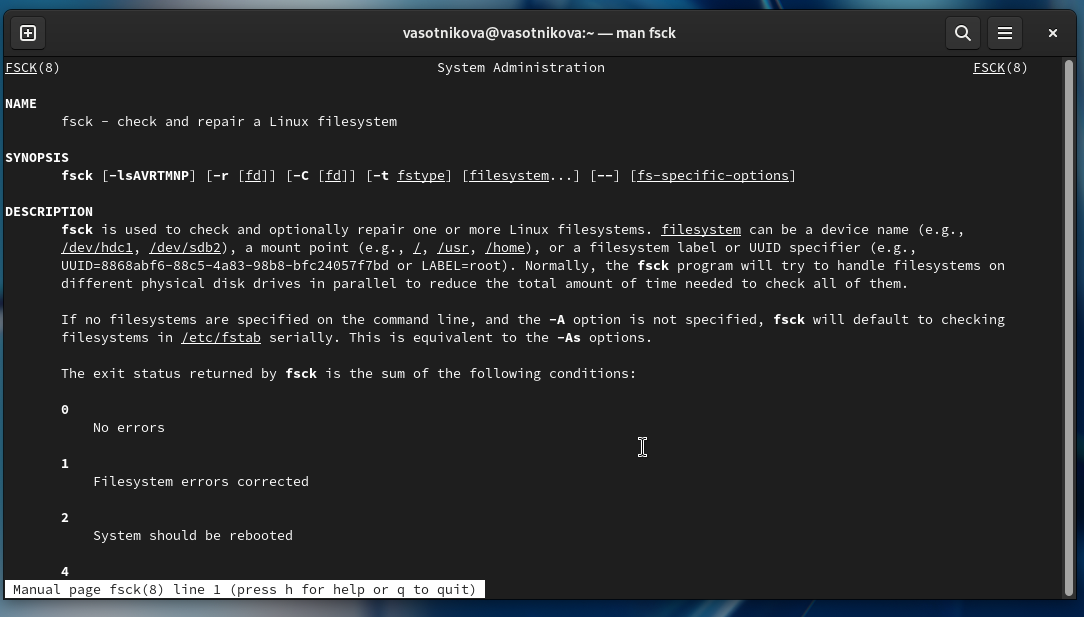 vasotnikova@vasotnikova:~ — man fsck
FSCK(8) System Administration FSCK(8)
NAME
fsck - check and repair a Linux filesystem
SYNOPSIS
fsck [-lsAVRTMNP] [-r [fd]] [-C [fd]] [-t fstype] [filesystem...] [--] [fs-specific-options]
DESCRIPTION
fsck is used to check and optionally repair one or more Linux filesystems. filesystem can be a device name (e.g.,
/dev/hdc1, /dev/sdb2), a mount point (e.g., /, /usr, /home), or a filesystem label or UUID specifier (e.g.,
UUID=8868abf6-88c5-4a83-98b8-bfc24057f7bd or LABEL=root). Normally, the fsck program will try to handle filesystems on
different physical disk drives in parallel to reduce the total amount of time needed to check all of them.
If no filesystems are specified on the command line, and the -A option is not specified, fsck will default to checking
filesystems in /etc/fstab serially. This is equivalent to the -As options.
The exit status returned by fsck is the sum of the following conditions:
0
No errors
1
Filesystem errors corrected
2
System should be rebooted
4
Manual page fsck(8) line 1 (press h for help or q to quit)